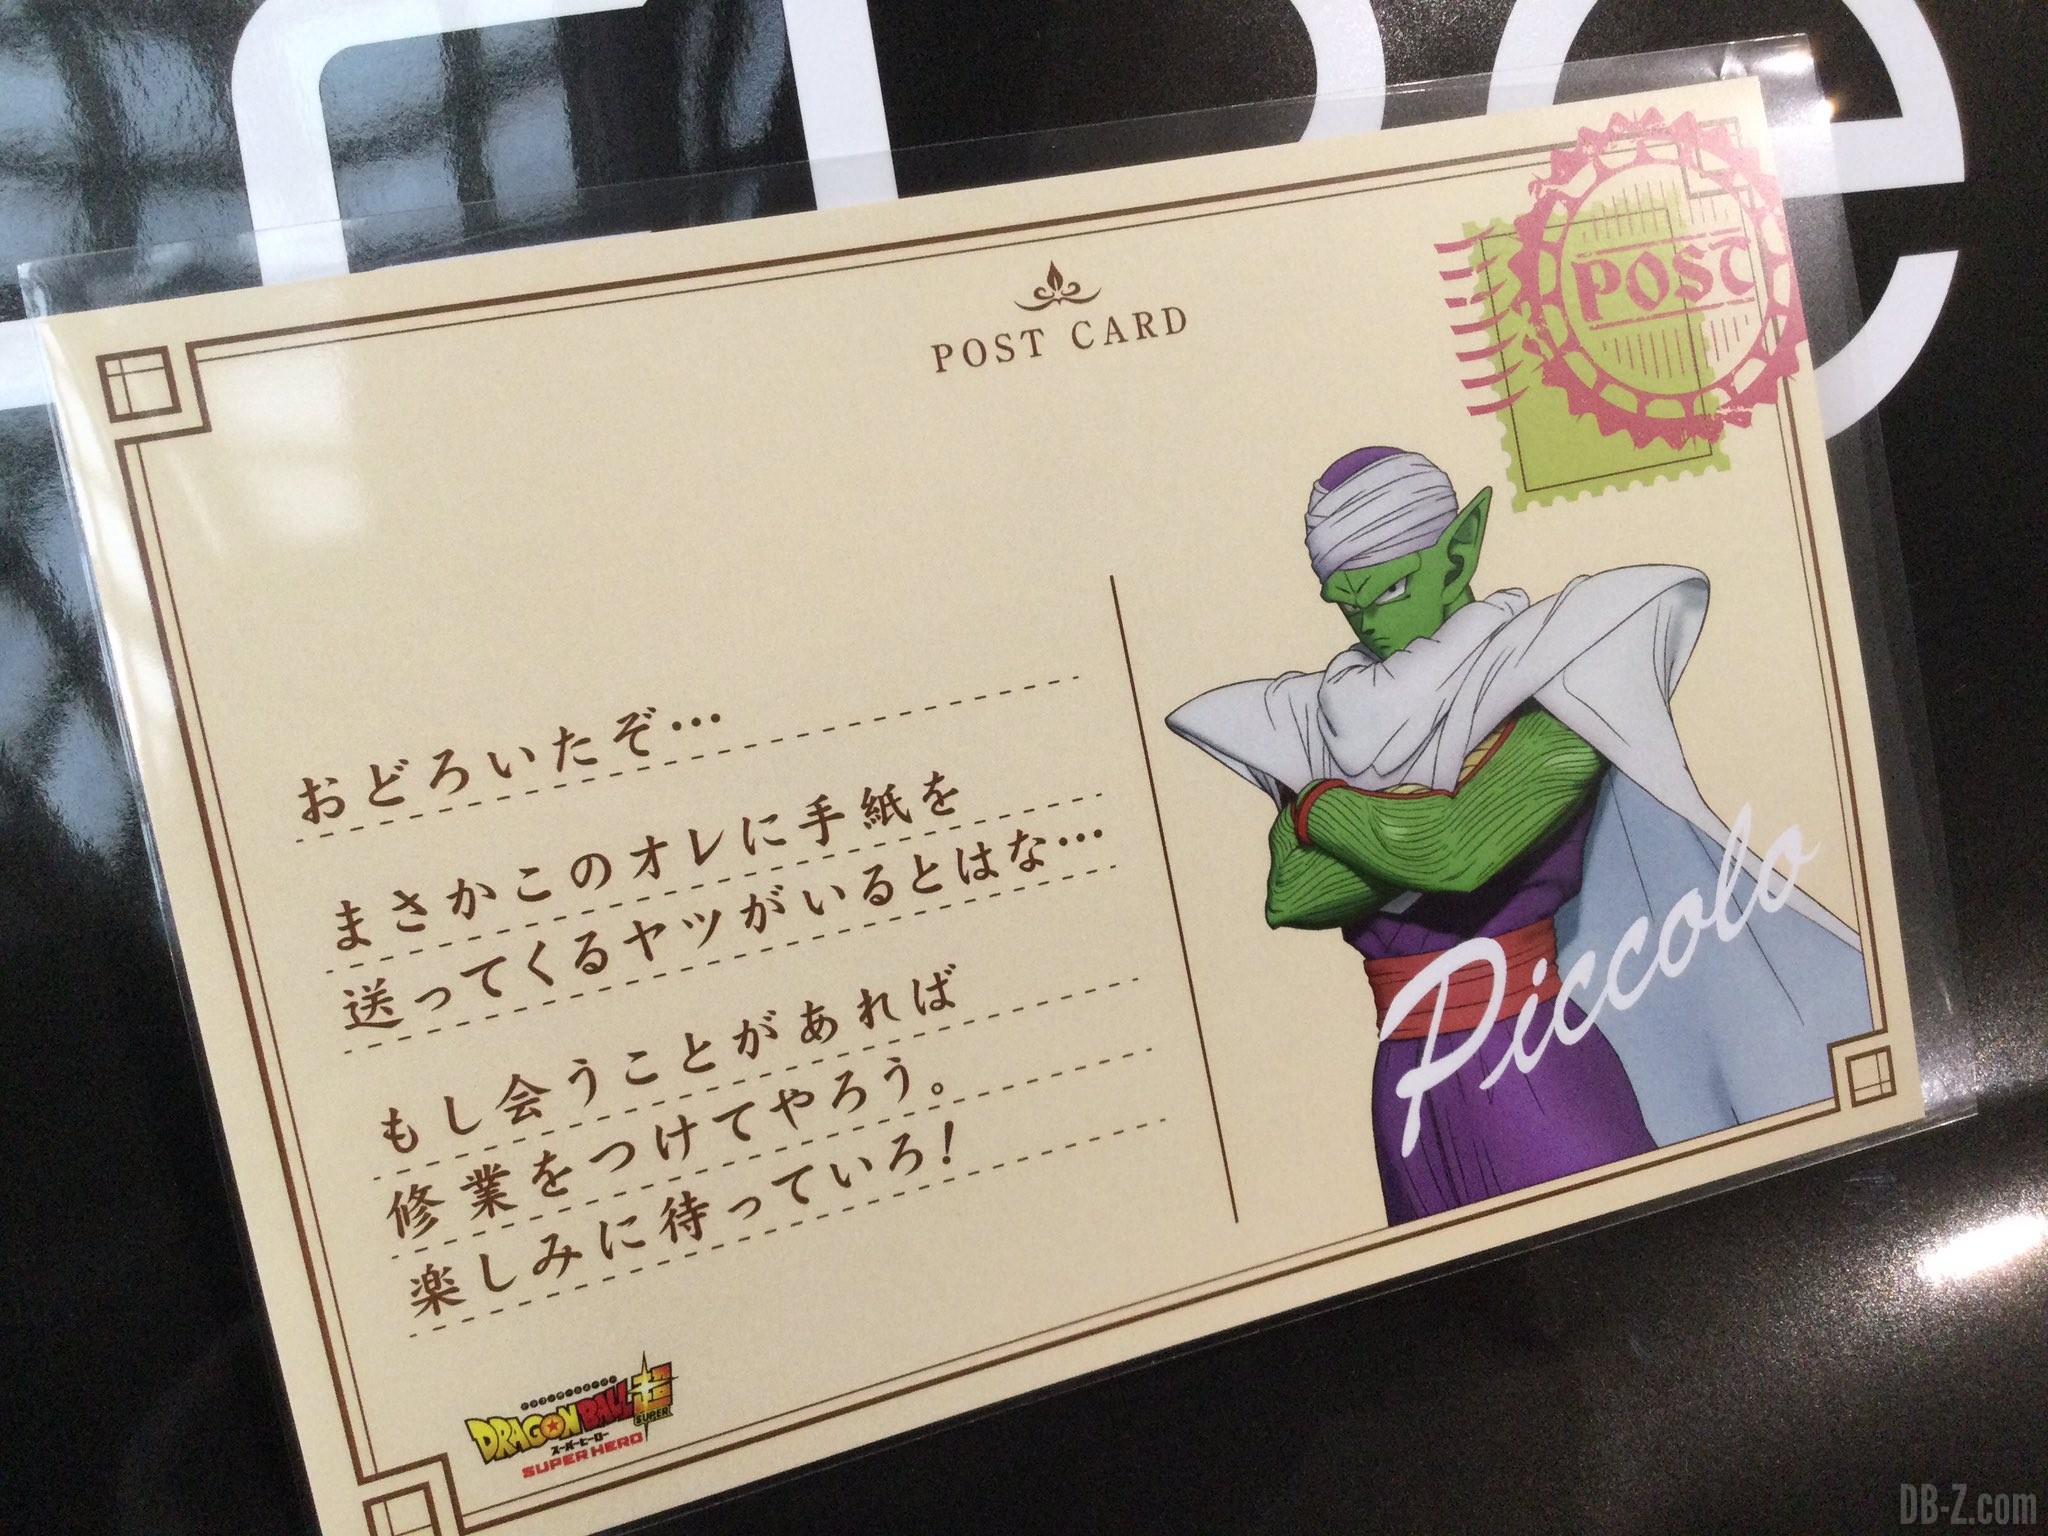 POST CARD
POST
おどろいたぞ…
まさかこのオレに手紙を
送ってくるヤツがいるとはな…
もし会うことがあれば
修業をつけてやろう。
楽しみに待っていろ!
Piccolo
DRAGON BALL超
SUPER
スーパーヒーロー
SUPER HERO
DB-Z.com